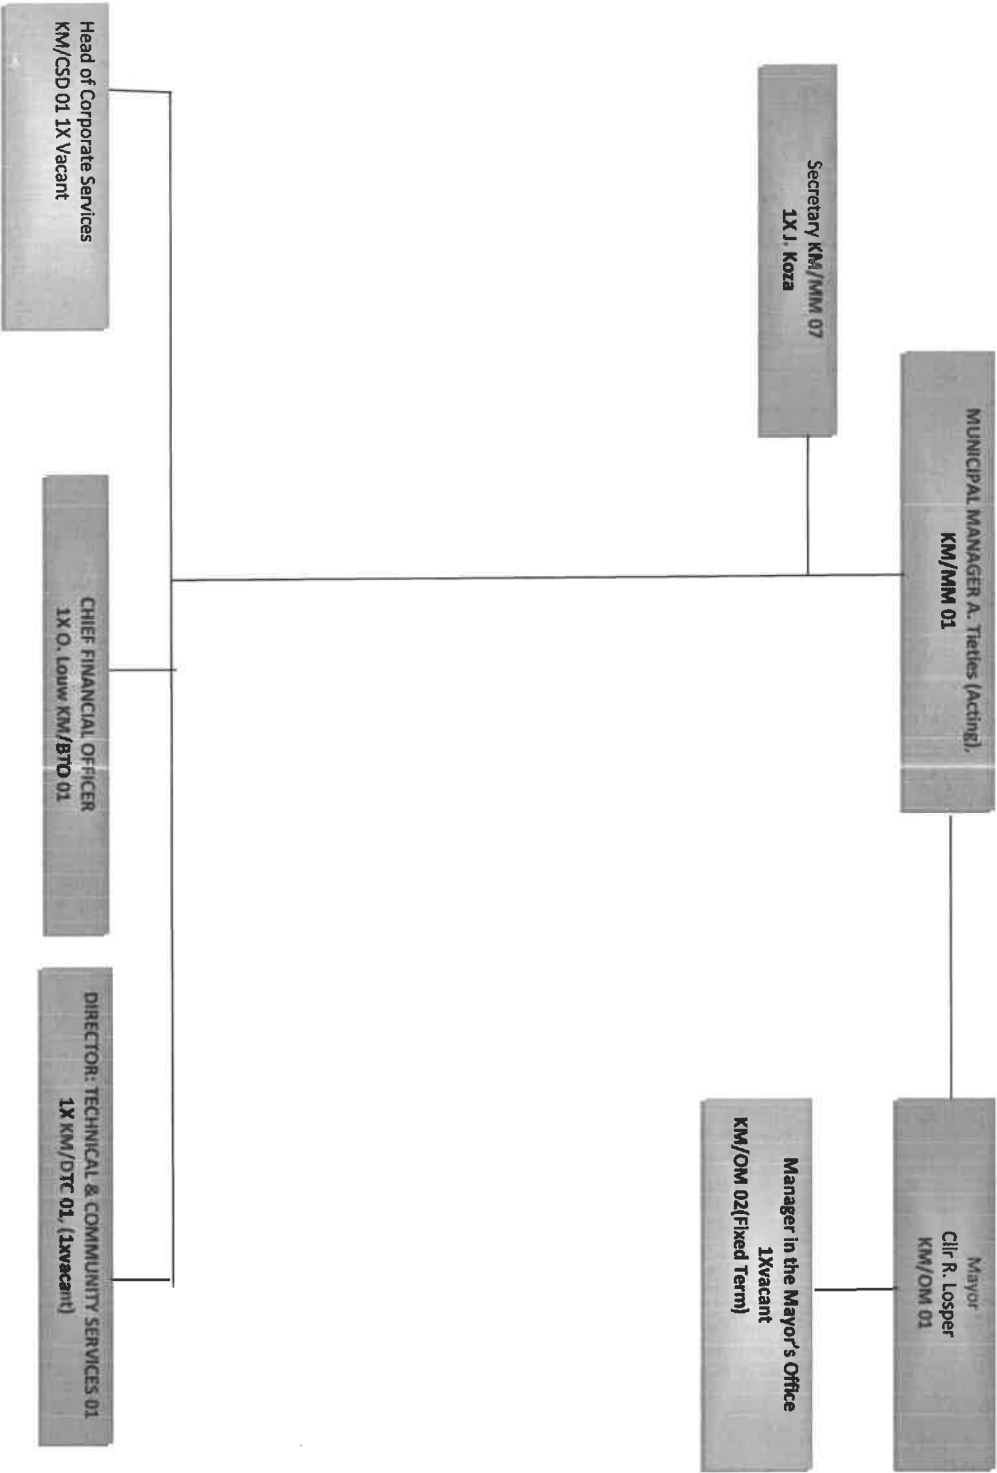 MUNICIPAL MANAGER A. Tieties (Acting),
KM/MM 01
Mayor
Cllr R. Losper
KM/OM 01
Secretary KM/MM 07
1X J. Koza
Manager in the Mayor's Office
1Xvacant
KM/OM 02(Fixed Term)
Head of Corporate Services
KM/CSD 01 1X Vacant
CHIEF FINANCIAL OFFICER
1X O. Louw KM/BTO 01
DIRECTOR: TECHNICAL & COMMUNITY SERVICES 01
1X KM/DTC 01, (1xvacant)